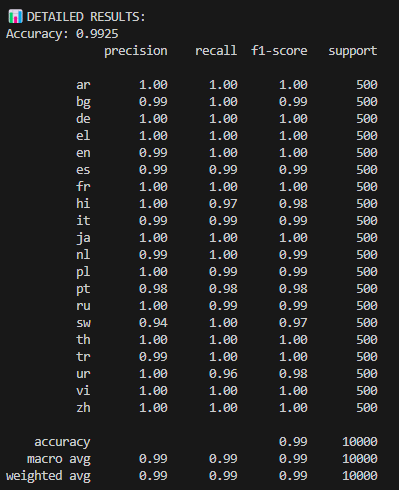 📊 DETAILED RESULTS:
Accuracy: 0.9925
precision recall f1-score support
ar 1.00 1.00 1.00 500
bg 0.99 1.00 0.99 500
de 1.00 1.00 1.00 500
el 1.00 1.00 1.00 500
en 0.99 1.00 1.00 500
es 0.99 0.99 0.99 500
fr 1.00 1.00 1.00 500
hi 1.00 0.97 0.98 500
it 0.99 0.99 0.99 500
ja 1.00 1.00 1.00 500
nl 0.99 1.00 0.99 500
pl 1.00 0.99 0.99 500
pt 0.98 0.98 0.98 500
ru 1.00 0.99 0.99 500
sw 0.94 1.00 0.97 500
th 1.00 1.00 1.00 500
tr 0.99 1.00 0.99 500
ur 1.00 0.96 0.98 500
vi 1.00 1.00 1.00 500
zh 1.00 1.00 1.00 500
accuracy 0.99 10000
macro avg 0.99 0.99 0.99 10000
weighted avg 0.99 0.99 0.99 10000